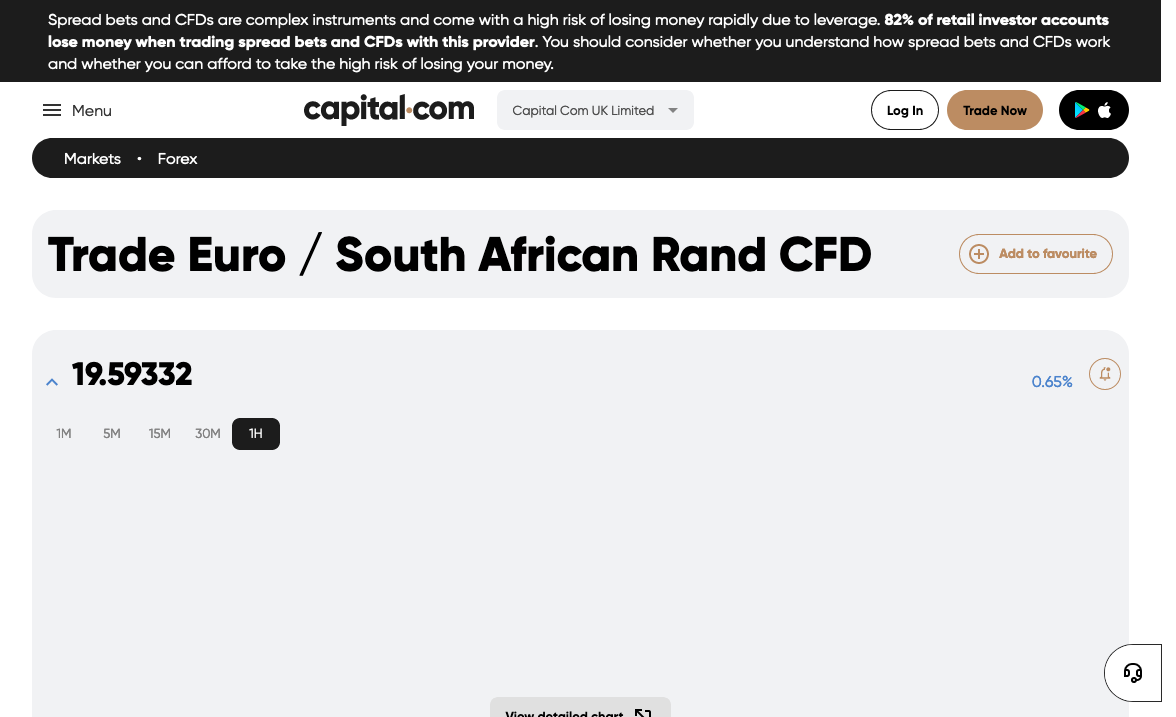 Spread bets and CFDs are complex instruments and come with a high risk of losing money rapidly due to leverage. 82% of retail investor accounts
lose money when trading spread bets and CFDs with this provider. You should consider whether you understand how spread bets and CFDs work
and whether you can afford to take the high risk of losing your money.
Menu
capital.com
Capital Com UK Limited
Log In
Trade Now
Markets • Forex
Trade Euro / South African Rand CFD
Add to favourite
19.59332
0.65%
1M 5M 15M 30M 1H
View detailed chart